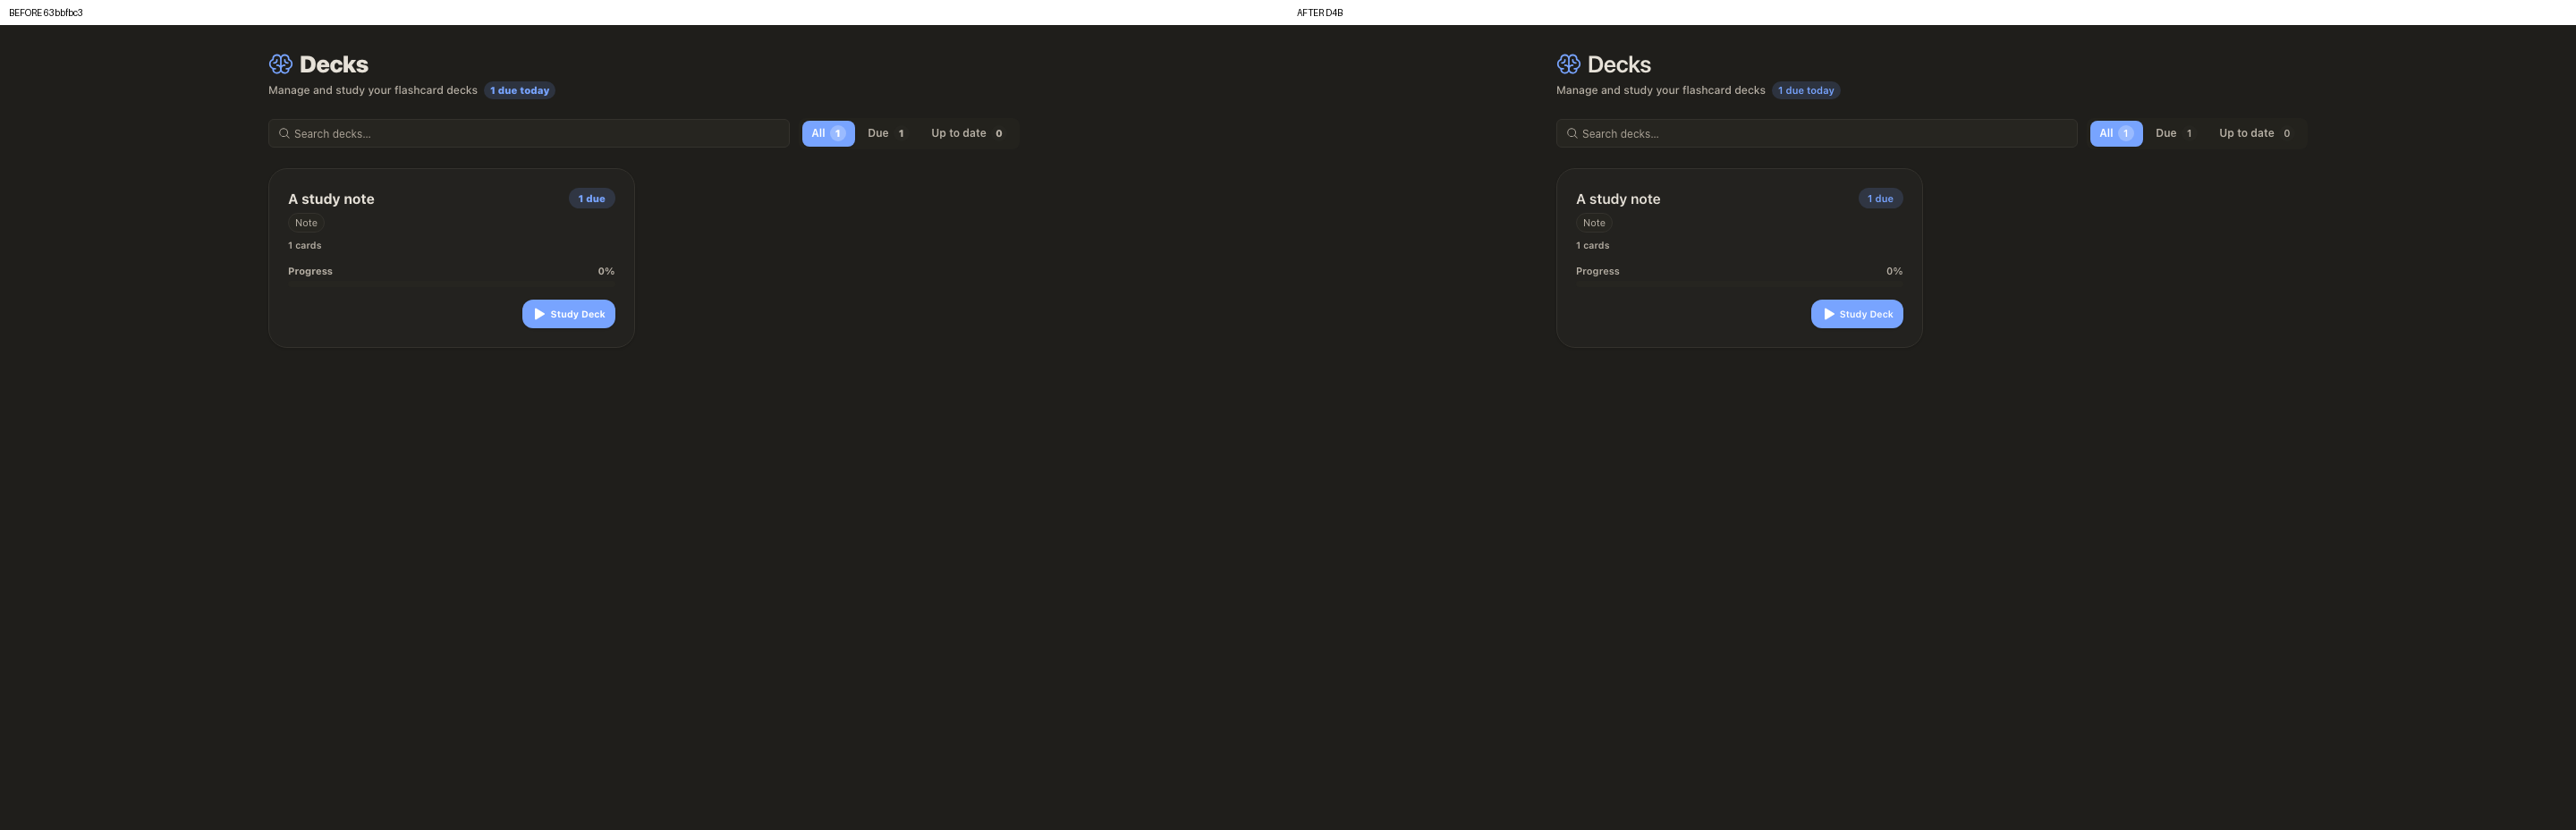 BEFORE 63bbfbc3
AFTER D4B
Decks
Manage and study your flashcard decks 1 due today
Search decks...
All 1 Due 1 Up to date 0
A study note 1 due
Note
1 cards
Progress 0%
Study Deck
Decks
Manage and study your flashcard decks 1 due today
Search decks...
All 1 Due 1 Up to date 0
A study note 1 due
Note
1 cards
Progress 0%
Study Deck